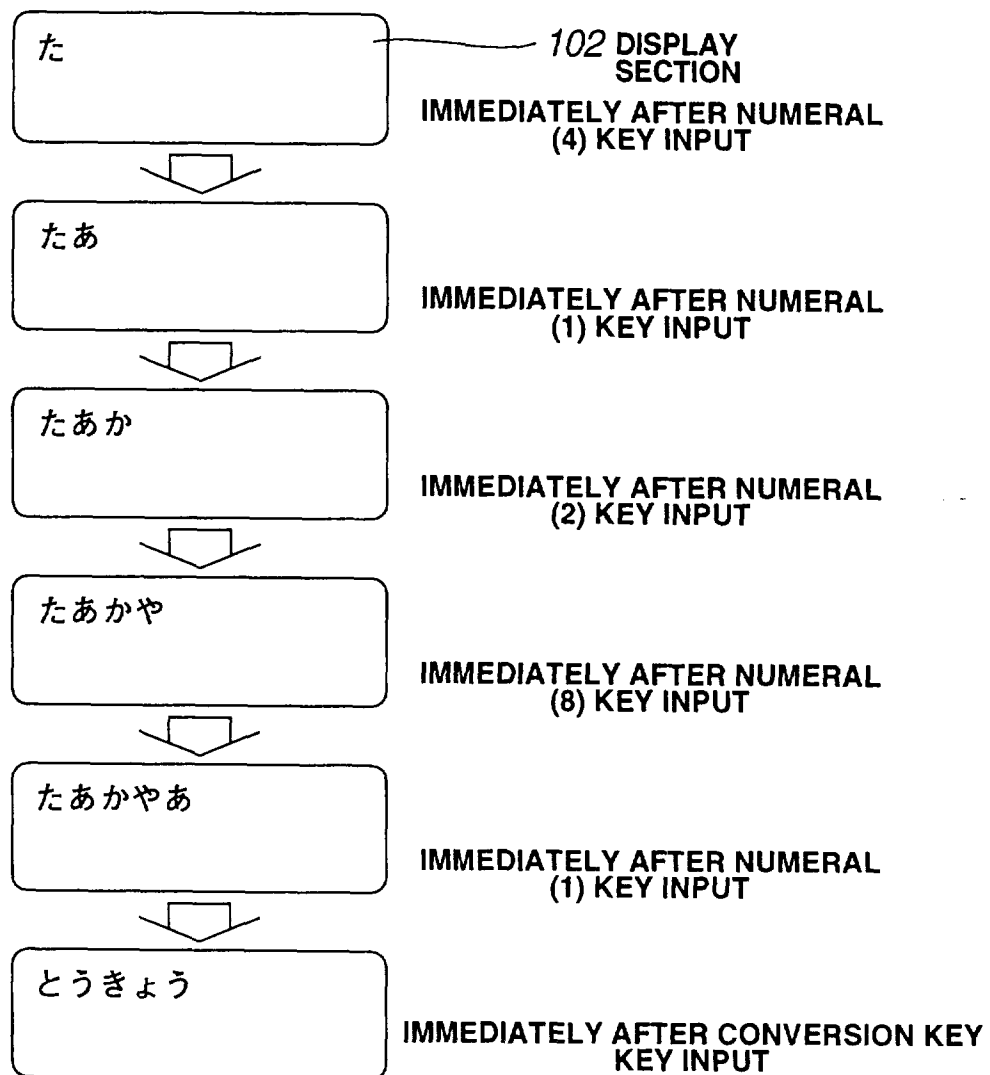 た
102 DISPLAY
SECTION
IMMEDIATELY AFTER NUMERAL
(4) KEY INPUT
たあ
IMMEDIATELY AFTER NUMERAL
(1) KEY INPUT
たあか
IMMEDIATELY AFTER NUMERAL
(2) KEY INPUT
たあかや
IMMEDIATELY AFTER NUMERAL
(8) KEY INPUT
たあかやあ
IMMEDIATELY AFTER NUMERAL
(1) KEY INPUT
とうきょう
IMMEDIATELY AFTER CONVERSION KEY
KEY INPUT